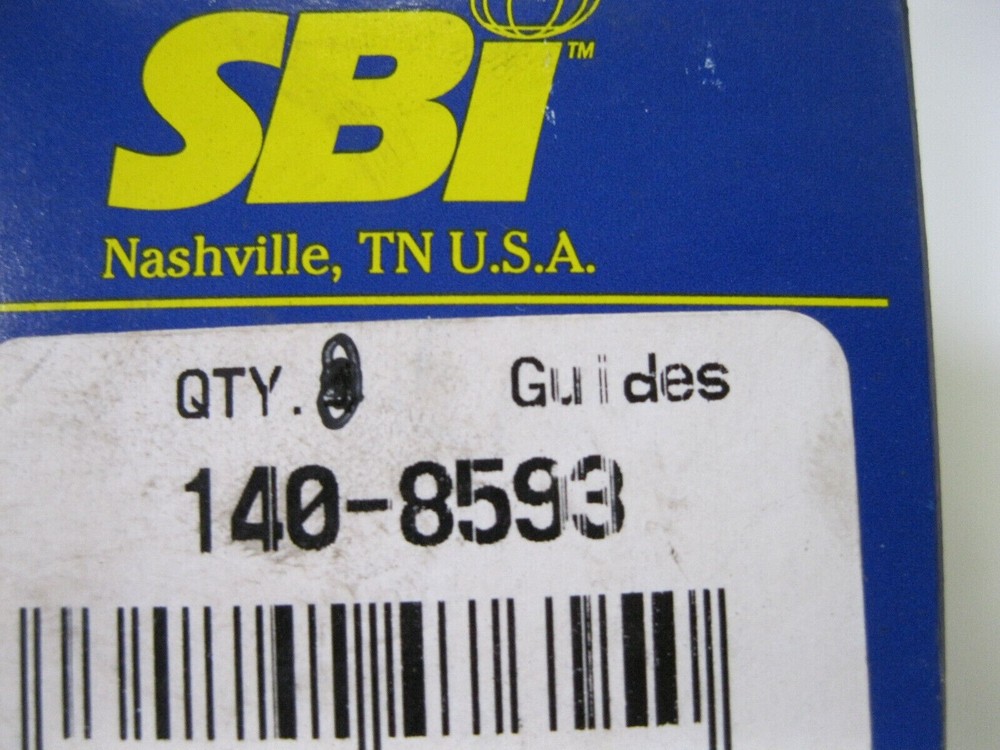 SBI™
Nashville, TN U.S.A.
QTY. Guides
140-8593